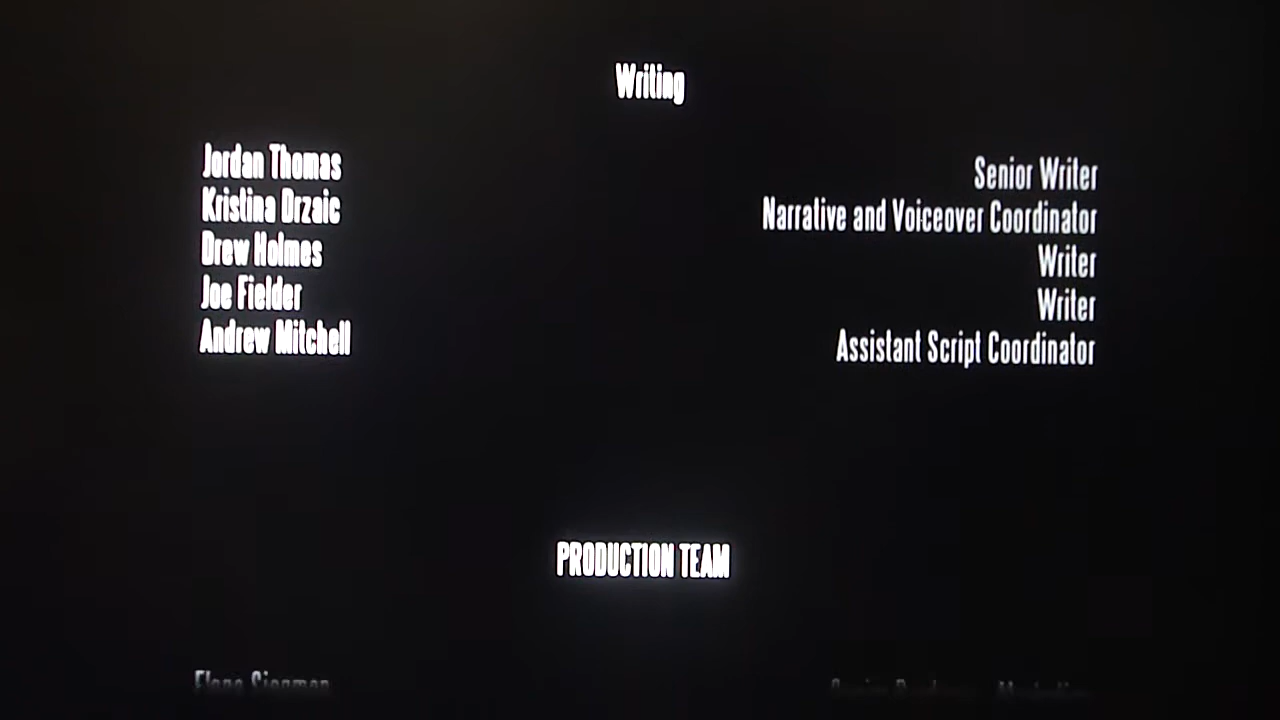 Writing
Jordan Thomas Senior Writer
Kristina Drzaic Narrative and Voiceover Coordinator
Drew Holmes Writer
Joe Fielder Writer
Andrew Mitchell Assistant Script Coordinator
PRODUCTION TEAM